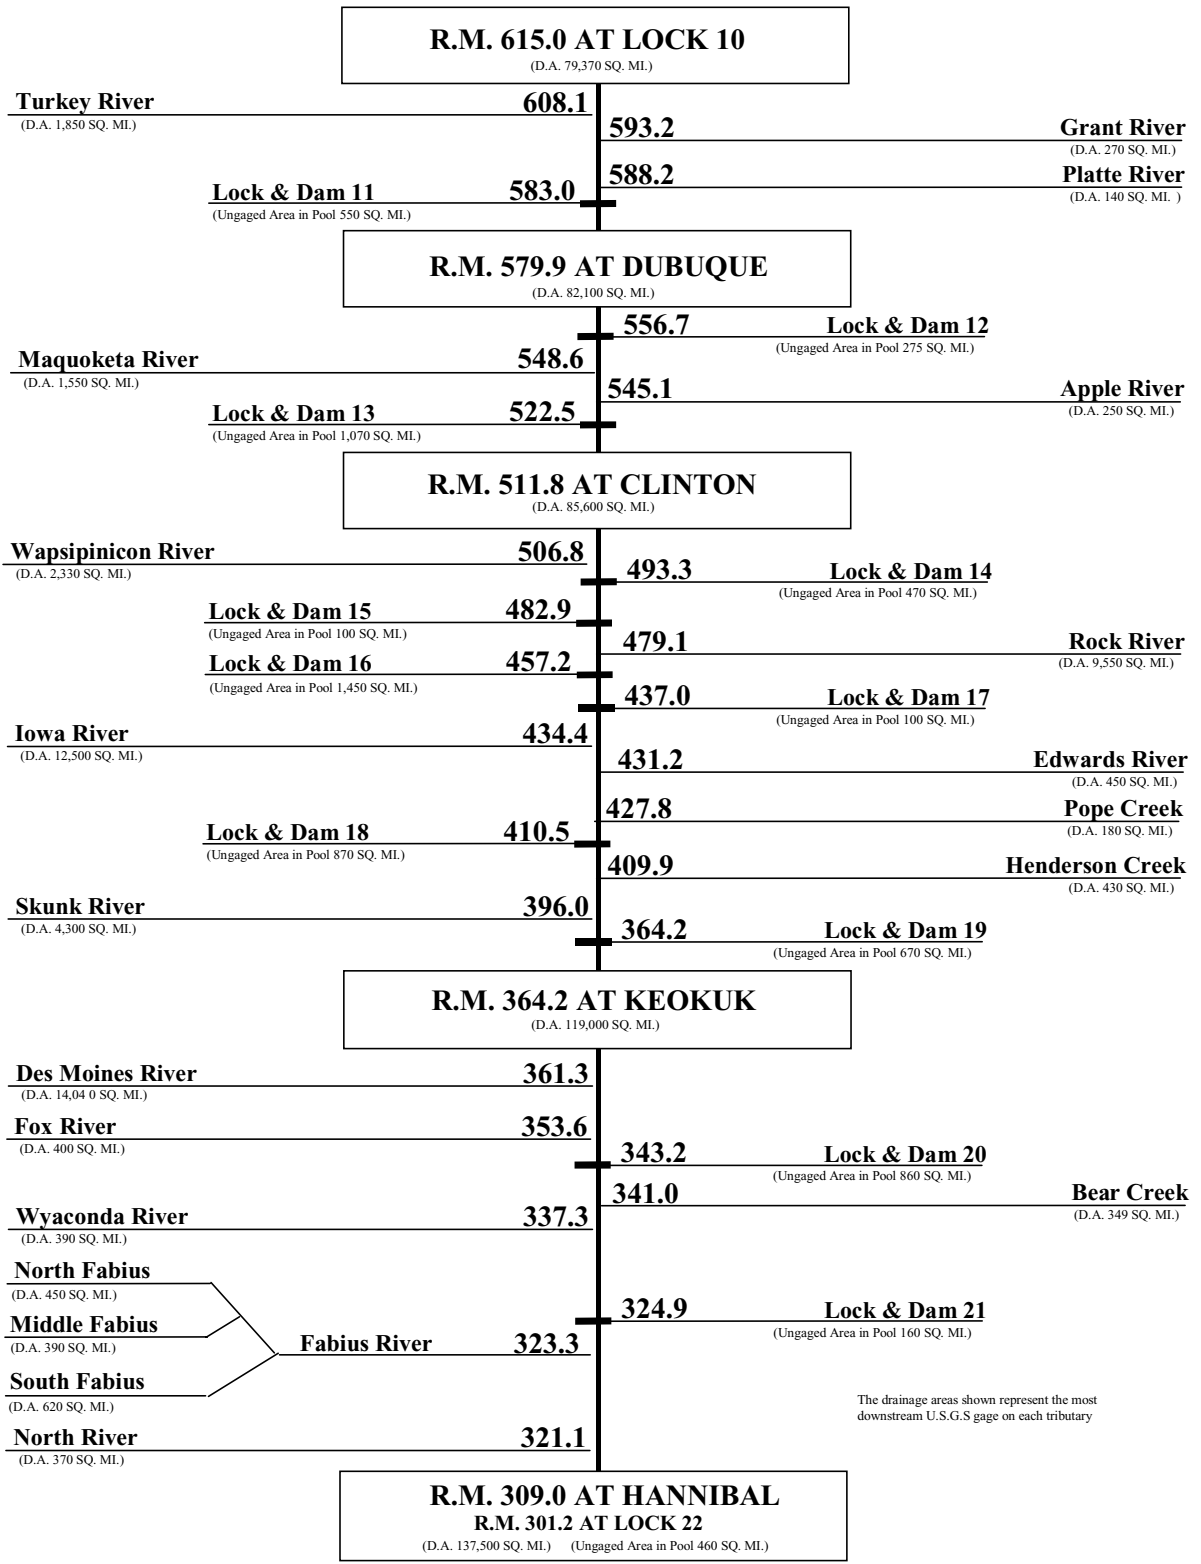 R.M. 615.0 AT LOCK 10
(D.A. 79,370 SQ. MI.)
Turkey River 608.1
(D.A. 1,850 SQ. MI.)
593.2 Grant River
(D.A. 270 SQ. MI.)
588.2 Platte River
(D.A. 140 SQ. MI. )
Lock & Dam 11 583.0
(Ungaged Area in Pool 550 SQ. MI.)
R.M. 579.9 AT DUBUQUE
(D.A. 82,100 SQ. MI.)
556.7 Lock & Dam 12
(Ungaged Area in Pool 275 SQ. MI.)
Maquoketa River 548.6
(D.A. 1,550 SQ. MI.)
545.1 Apple River
(D.A. 250 SQ. MI.)
Lock & Dam 13 522.5
(Ungaged Area in Pool 1,070 SQ. MI.)
R.M. 511.8 AT CLINTON
(D.A. 85,600 SQ. MI.)
Wapsipinicon River 506.8
(D.A. 2,330 SQ. MI.)
493.3 Lock & Dam 14
(Ungaged Area in Pool 470 SQ. MI.)
Lock & Dam 15 482.9
(Ungaged Area in Pool 100 SQ. MI.)
479.1 Rock River
(D.A. 9,550 SQ. MI.)
Lock & Dam 16 457.2
(Ungaged Area in Pool 1,450 SQ. MI.)
437.0 Lock & Dam 17
(Ungaged Area in Pool 100 SQ. MI.)
Iowa River 434.4
(D.A. 12,500 SQ. MI.)
431.2 Edwards River
(D.A. 450 SQ. MI.)
427.8 Pope Creek
(D.A. 180 SQ. MI.)
Lock & Dam 18 410.5
(Ungaged Area in Pool 870 SQ. MI.)
409.9 Henderson Creek
(D.A. 430 SQ. MI.)
Skunk River 396.0
(D.A. 4,300 SQ. MI.)
364.2 Lock & Dam 19
(Ungaged Area in Pool 670 SQ. MI.)
R.M. 364.2 AT KEOKUK
(D.A. 119,000 SQ. MI.)
Des Moines River 361.3
(D.A. 14,04 0 SQ. MI.)
Fox River 353.6
(D.A. 400 SQ. MI.)
343.2 Lock & Dam 20
(Ungaged Area in Pool 860 SQ. MI.)
341.0 Bear Creek
(D.A. 349 SQ. MI.)
Wyaconda River 337.3
(D.A. 390 SQ. MI.)
North Fabius
(D.A. 450 SQ. MI.)
324.9 Lock & Dam 21
(Ungaged Area in Pool 160 SQ. MI.)
Middle Fabius
(D.A. 390 SQ. MI.)
Fabius River 323.3
South Fabius
(D.A. 620 SQ. MI.)
The drainage areas shown represent the most
downstream U.S.G.S gage on each tributary
North River 321.1
(D.A. 370 SQ. MI.)
R.M. 309.0 AT HANNIBAL
R.M. 301.2 AT LOCK 22
(D.A. 137,500 SQ. MI.) (Ungaged Area in Pool 460 SQ. MI.)